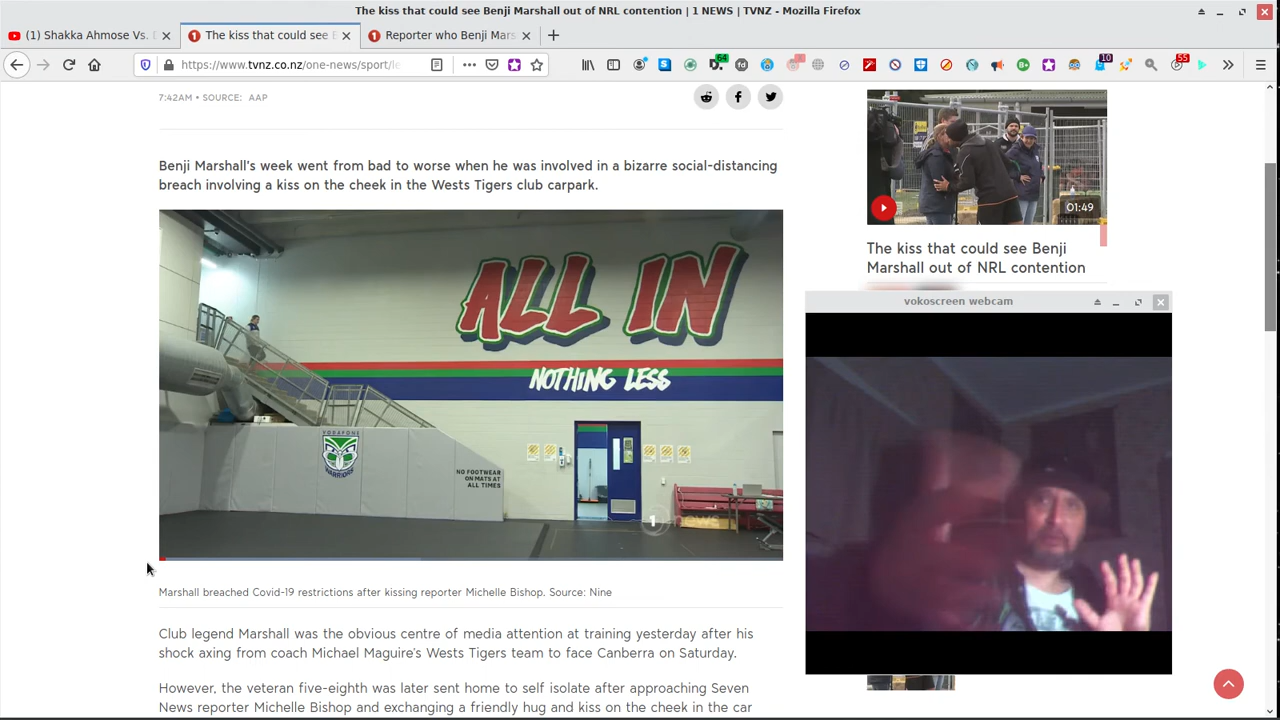 The kiss that could see Benji Marshall out of NRL contention | 1 NEWS | TVNZ - Mozilla Firefox
(1) Shakka Ahmose Vs.
The kiss that could see
Reporter who Benji Mars
https://www.tvnz.co.nz/one-news/sport/le
64
10
55
7:42AM • SOURCE: AAP
Benji Marshall's week went from bad to worse when he was involved in a bizarre social-distancing
breach involving a kiss on the cheek in the Wests Tigers club carpark.
ALL IN
NOTHING LESS
VODAFONE
WARRIORS
NO FOOTWEAR
ON MATS AT
ALL TIMES
1
Marshall breached Covid-19 restrictions after kissing reporter Michelle Bishop. Source: Nine
Club legend Marshall was the obvious centre of media attention at training yesterday after his
shock axing from coach Michael Maguire's Wests Tigers team to face Canberra on Saturday.
However, the veteran five-eighth was later sent home to self isolate after approaching Seven
News reporter Michelle Bishop and exchanging a friendly hug and kiss on the cheek in the car
01:49
The kiss that could see Benji
Marshall out of NRL contention
vokoscreen webcam